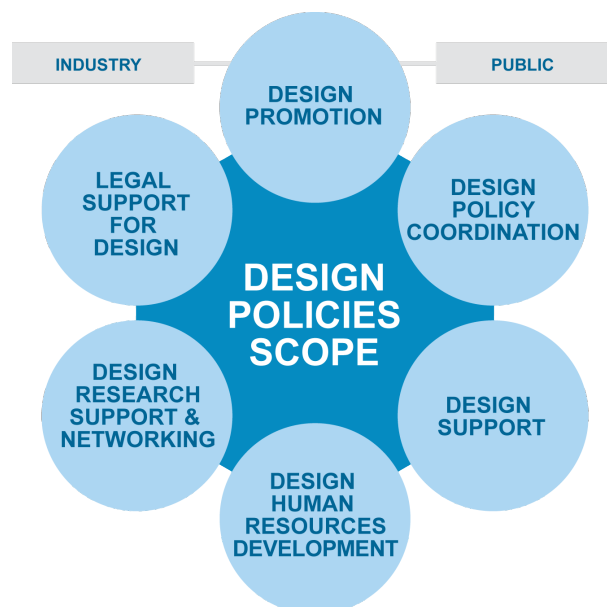 INDUSTRY
PUBLIC
DESIGN
PROMOTION
LEGAL
SUPPORT
FOR
DESIGN
DESIGN
POLICY
COORDINATION
DESIGN
POLICIES
SCOPE
DESIGN
RESEARCH
SUPPORT &
NETWORKING
DESIGN
SUPPORT
DESIGN
HUMAN
RESOURCES
DEVELOPMENT